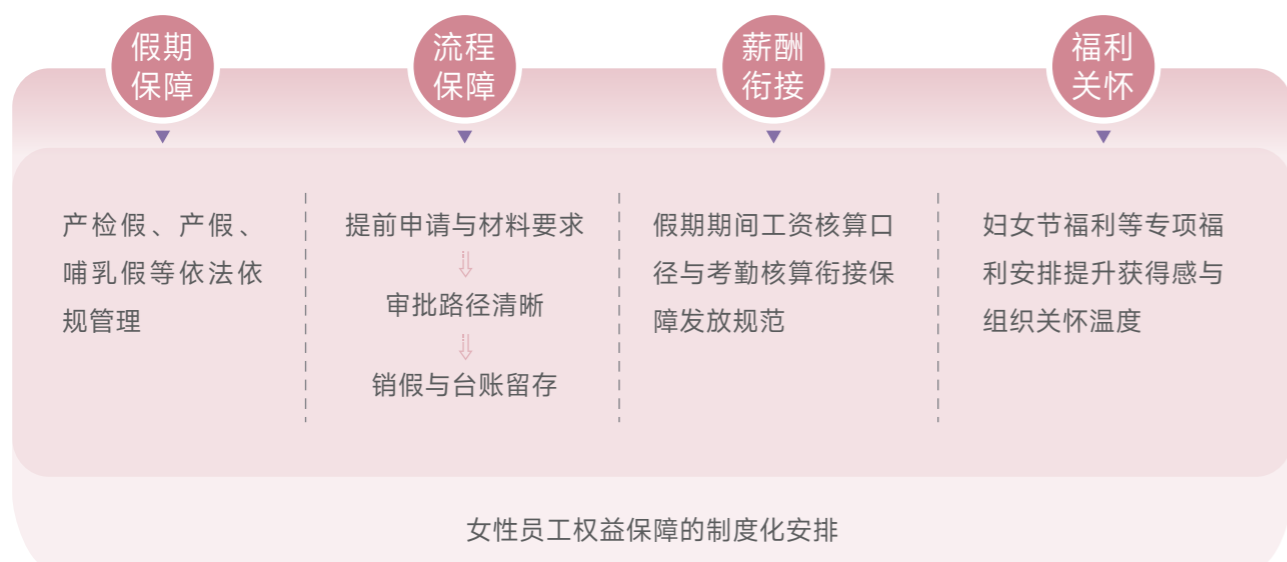 假期
保障
流程
保障
薪酬
衔接
福利
关怀
产检假、产假、
哺乳假等依法依
规管理
提前申请与材料要求
审批路径清晰
销假与台账留存
假期期间工资核算口
径与考勤核算衔接保
障发放规范
妇女节福利等专项福
利安排提升获得感与
组织关怀温度
女性员工权益保障的制度化安排